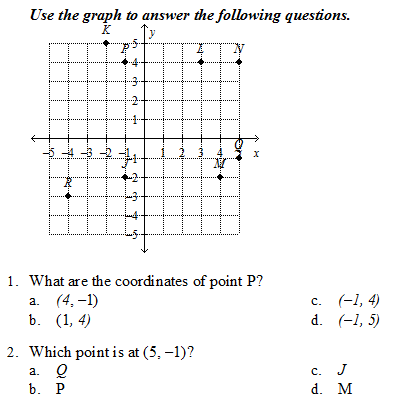 Use the graph to answer the following questions.
K y
P 5 L N
4
3
2
1
–5 –4 –3 –2 –1 1 2 3 4 Q x
J –1 M
R –2
–3
–4
–5
1. What are the coordinates of point P?
a. (4, –1) c. (–1, 4)
b. (1, 4) d. (–1, 5)
2. Which point is at (5, –1)?
a. Q c. J
b. P d. M